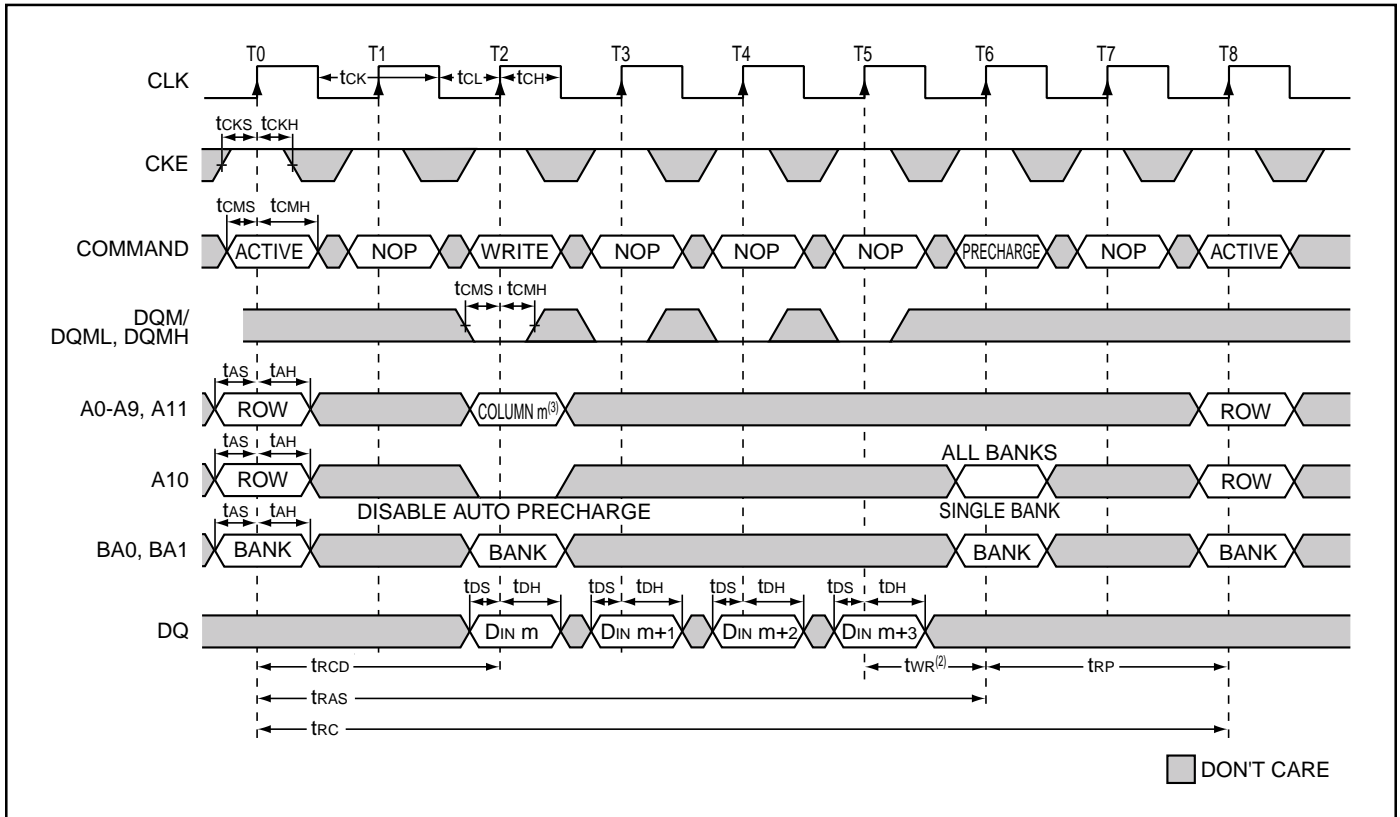 T0 T1 T2 T3 T4 T5 T6 T7 T8
CLK tCK tCL tCH
tCKS tCKH
CKE
tCMS tCMH
COMMAND ACTIVE NOP WRITE NOP NOP NOP PRECHARGE NOP ACTIVE
tCMS tCMH
DQM/
DQML, DQMH
tAS tAH
A0-A9, A11 ROW COLUMN m(3) ROW
tAS tAH ALL BANKS
A10 ROW ROW
DISABLE AUTO PRECHARGE SINGLE BANK
tAS tAH
BA0, BA1 BANK BANK BANK BANK
tDS tDH tDS tDH tDS tDH tDS tDH
DQ DIN m DIN m+1 DIN m+2 DIN m+3
tRCD tWR(2) tRP
tRAS
tRC
DON'T CARE